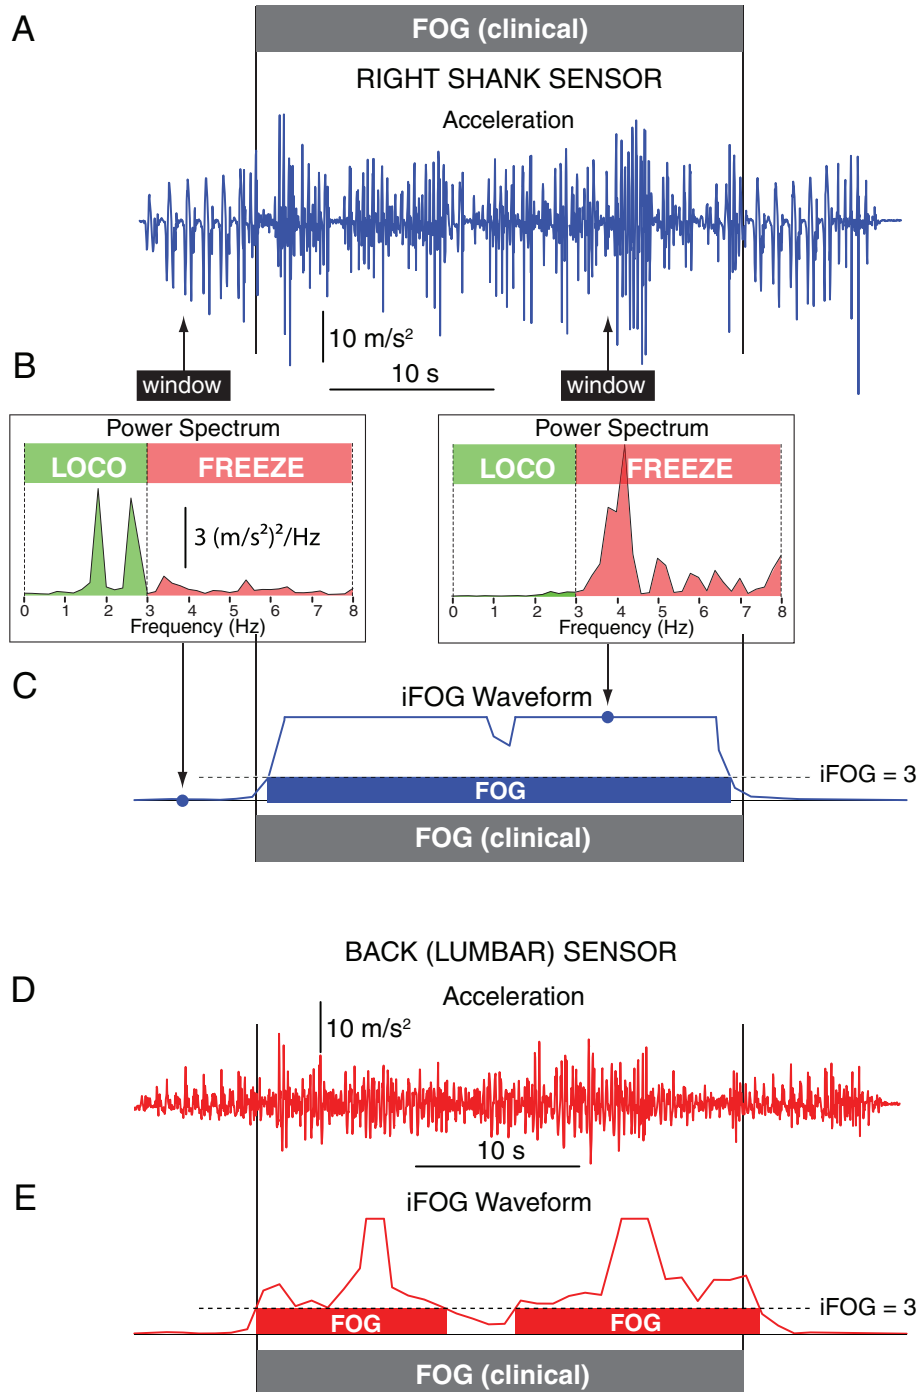 A
FOG (clinical)
RIGHT SHANK SENSOR
Acceleration
10 m/s²
10 s
B
window
window
Power Spectrum
LOCO
FREEZE
3 (m/s²)²/Hz
0 1 2 3 4 5 6 7 8
Frequency (Hz)
Power Spectrum
LOCO
FREEZE
0 1 2 3 4 5 6 7 8
Frequency (Hz)
C
iFOG Waveform
iFOG = 3
FOG
FOG (clinical)
BACK (LUMBAR) SENSOR
D
Acceleration
10 m/s²
10 s
E
iFOG Waveform
iFOG = 3
FOG
FOG
FOG (clinical)